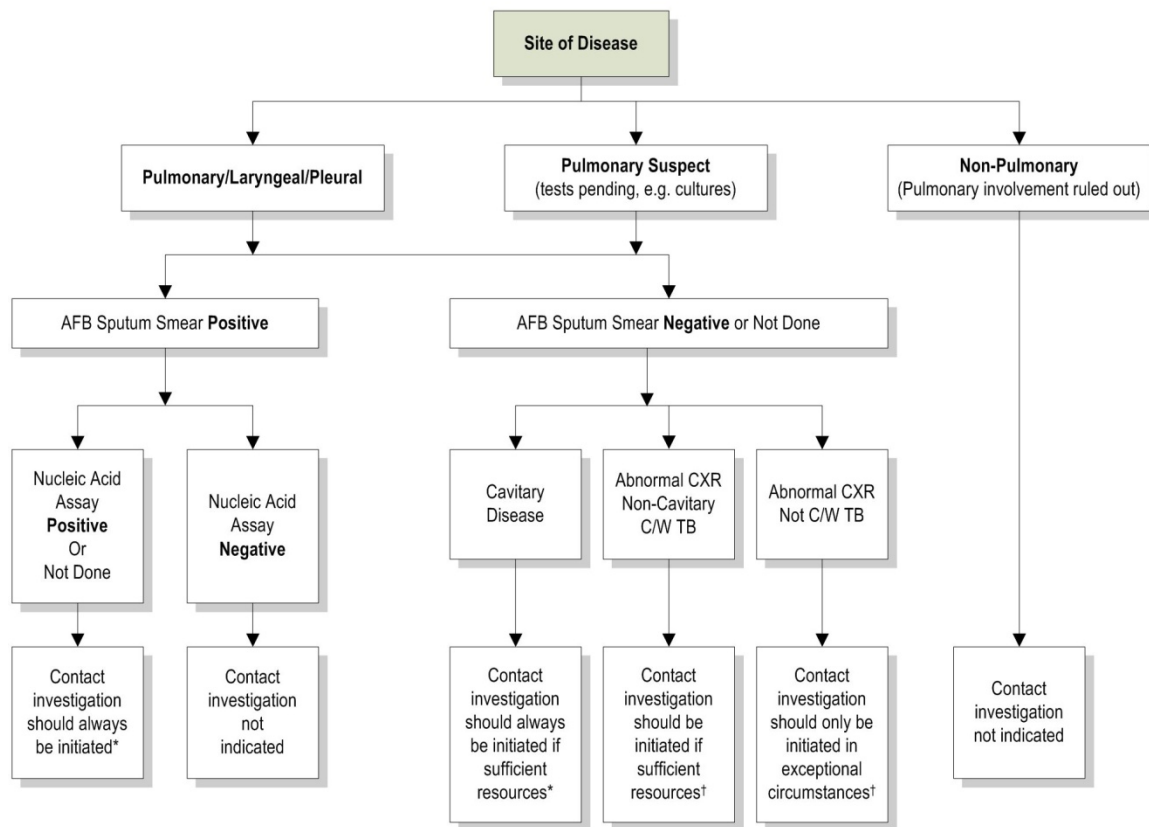 Site of Disease
Pulmonary/Laryngeal/Pleural
Pulmonary Suspect
(tests pending, e.g. cultures)
Non-Pulmonary
(Pulmonary involvement ruled out)
AFB Sputum Smear Positive
AFB Sputum Smear Negative or Not Done
Nucleic Acid
Assay
Positive
Or
Not Done
Nucleic Acid
Assay
Negative
Cavitary
Disease
Abnormal CXR
Non-Cavitary
C/W TB
Abnormal CXR
Not C/W TB
Contact
investigation
should always
be initiated*
Contact
investigation
not
indicated
Contact
investigation
should always
be initiated if
sufficient
resources*
Contact
investigation
should be
initiated if
sufficient
resources†
Contact
investigation
should only be
initiated in
exceptional
circumstances†
Contact
investigation
not indicated